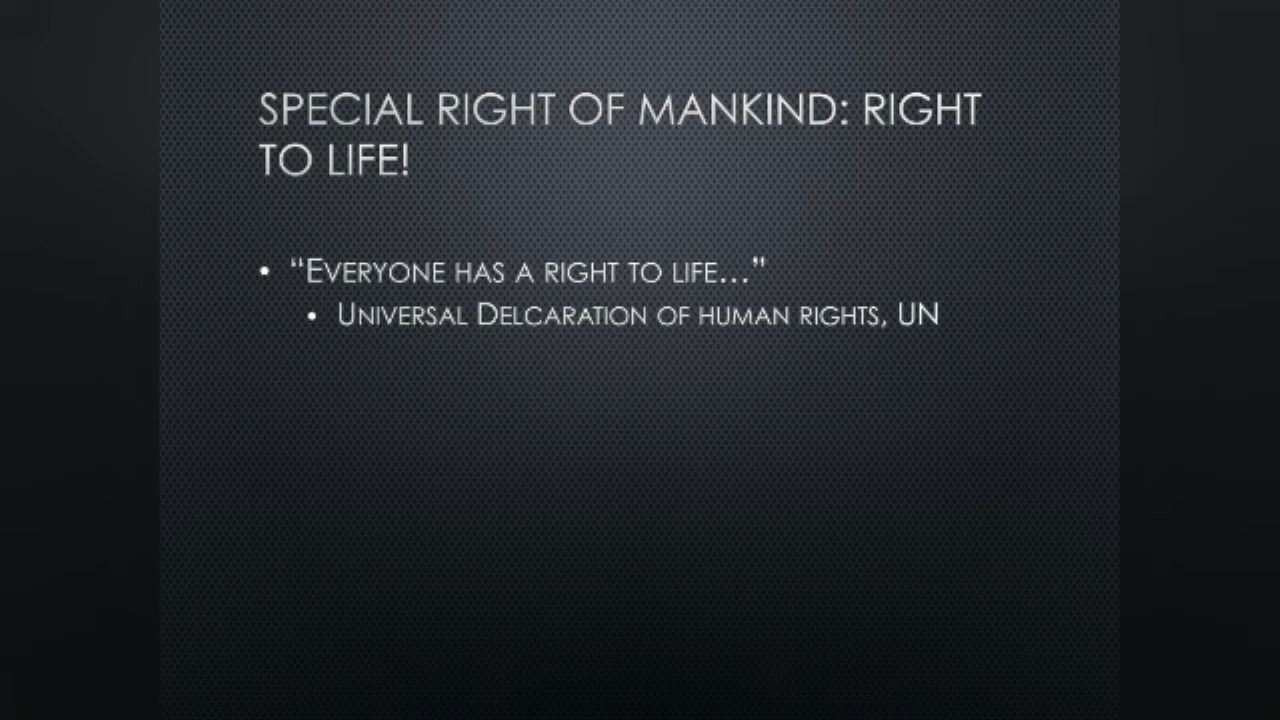 SPECIAL RIGHT OF MANKIND: RIGHT
TO LIFE!
• “EVERYONE HAS A RIGHT TO LIFE…”
• UNIVERSAL DELCARATION OF HUMAN RIGHTS, UN